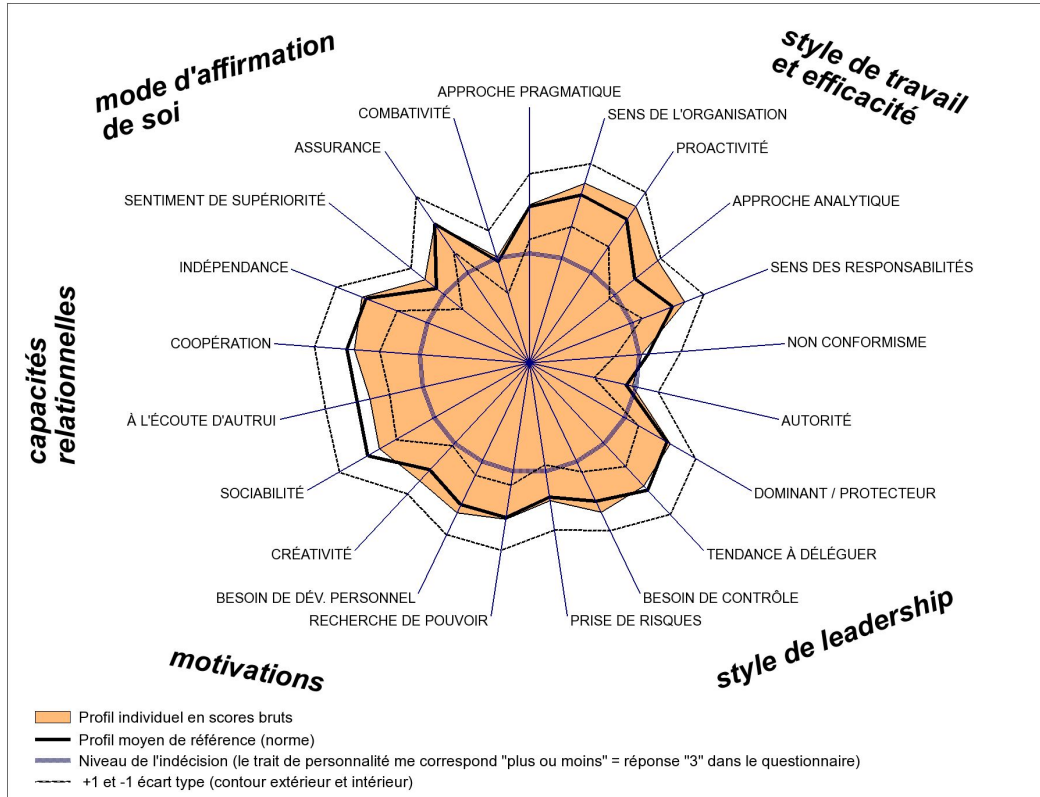 mode d'affirmation
de soi
style de travail
et efficacité
APPROCHE PRAGMATIQUE
COMBATIVITÉ
SENS DE L'ORGANISATION
ASSURANCE
PROACTIVITÉ
SENTIMENT DE SUPÉRIORITÉ
APPROCHE ANALYTIQUE
INDÉPENDANCE
SENS DES RESPONSABILITÉS
capacités
relationnelles
COOPÉRATION
NON CONFORMISME
À L'ÉCOUTE D'AUTRUI
AUTORITÉ
SOCIABILITÉ
DOMINANT / PROTECTEUR
CRÉATIVITÉ
TENDANCE À DÉLÉGUER
BESOIN DE DÉV. PERSONNEL
BESOIN DE CONTRÔLE
RECHERCHE DE POUVOIR
PRISE DE RISQUES
motivations
style de leadership
Profil individuel en scores bruts
Profil moyen de référence (norme)
Niveau de l'indécision (le trait de personnalité me correspond "plus ou moins" = réponse "3" dans le questionnaire)
+1 et -1 écart type (contour extérieur et intérieur)